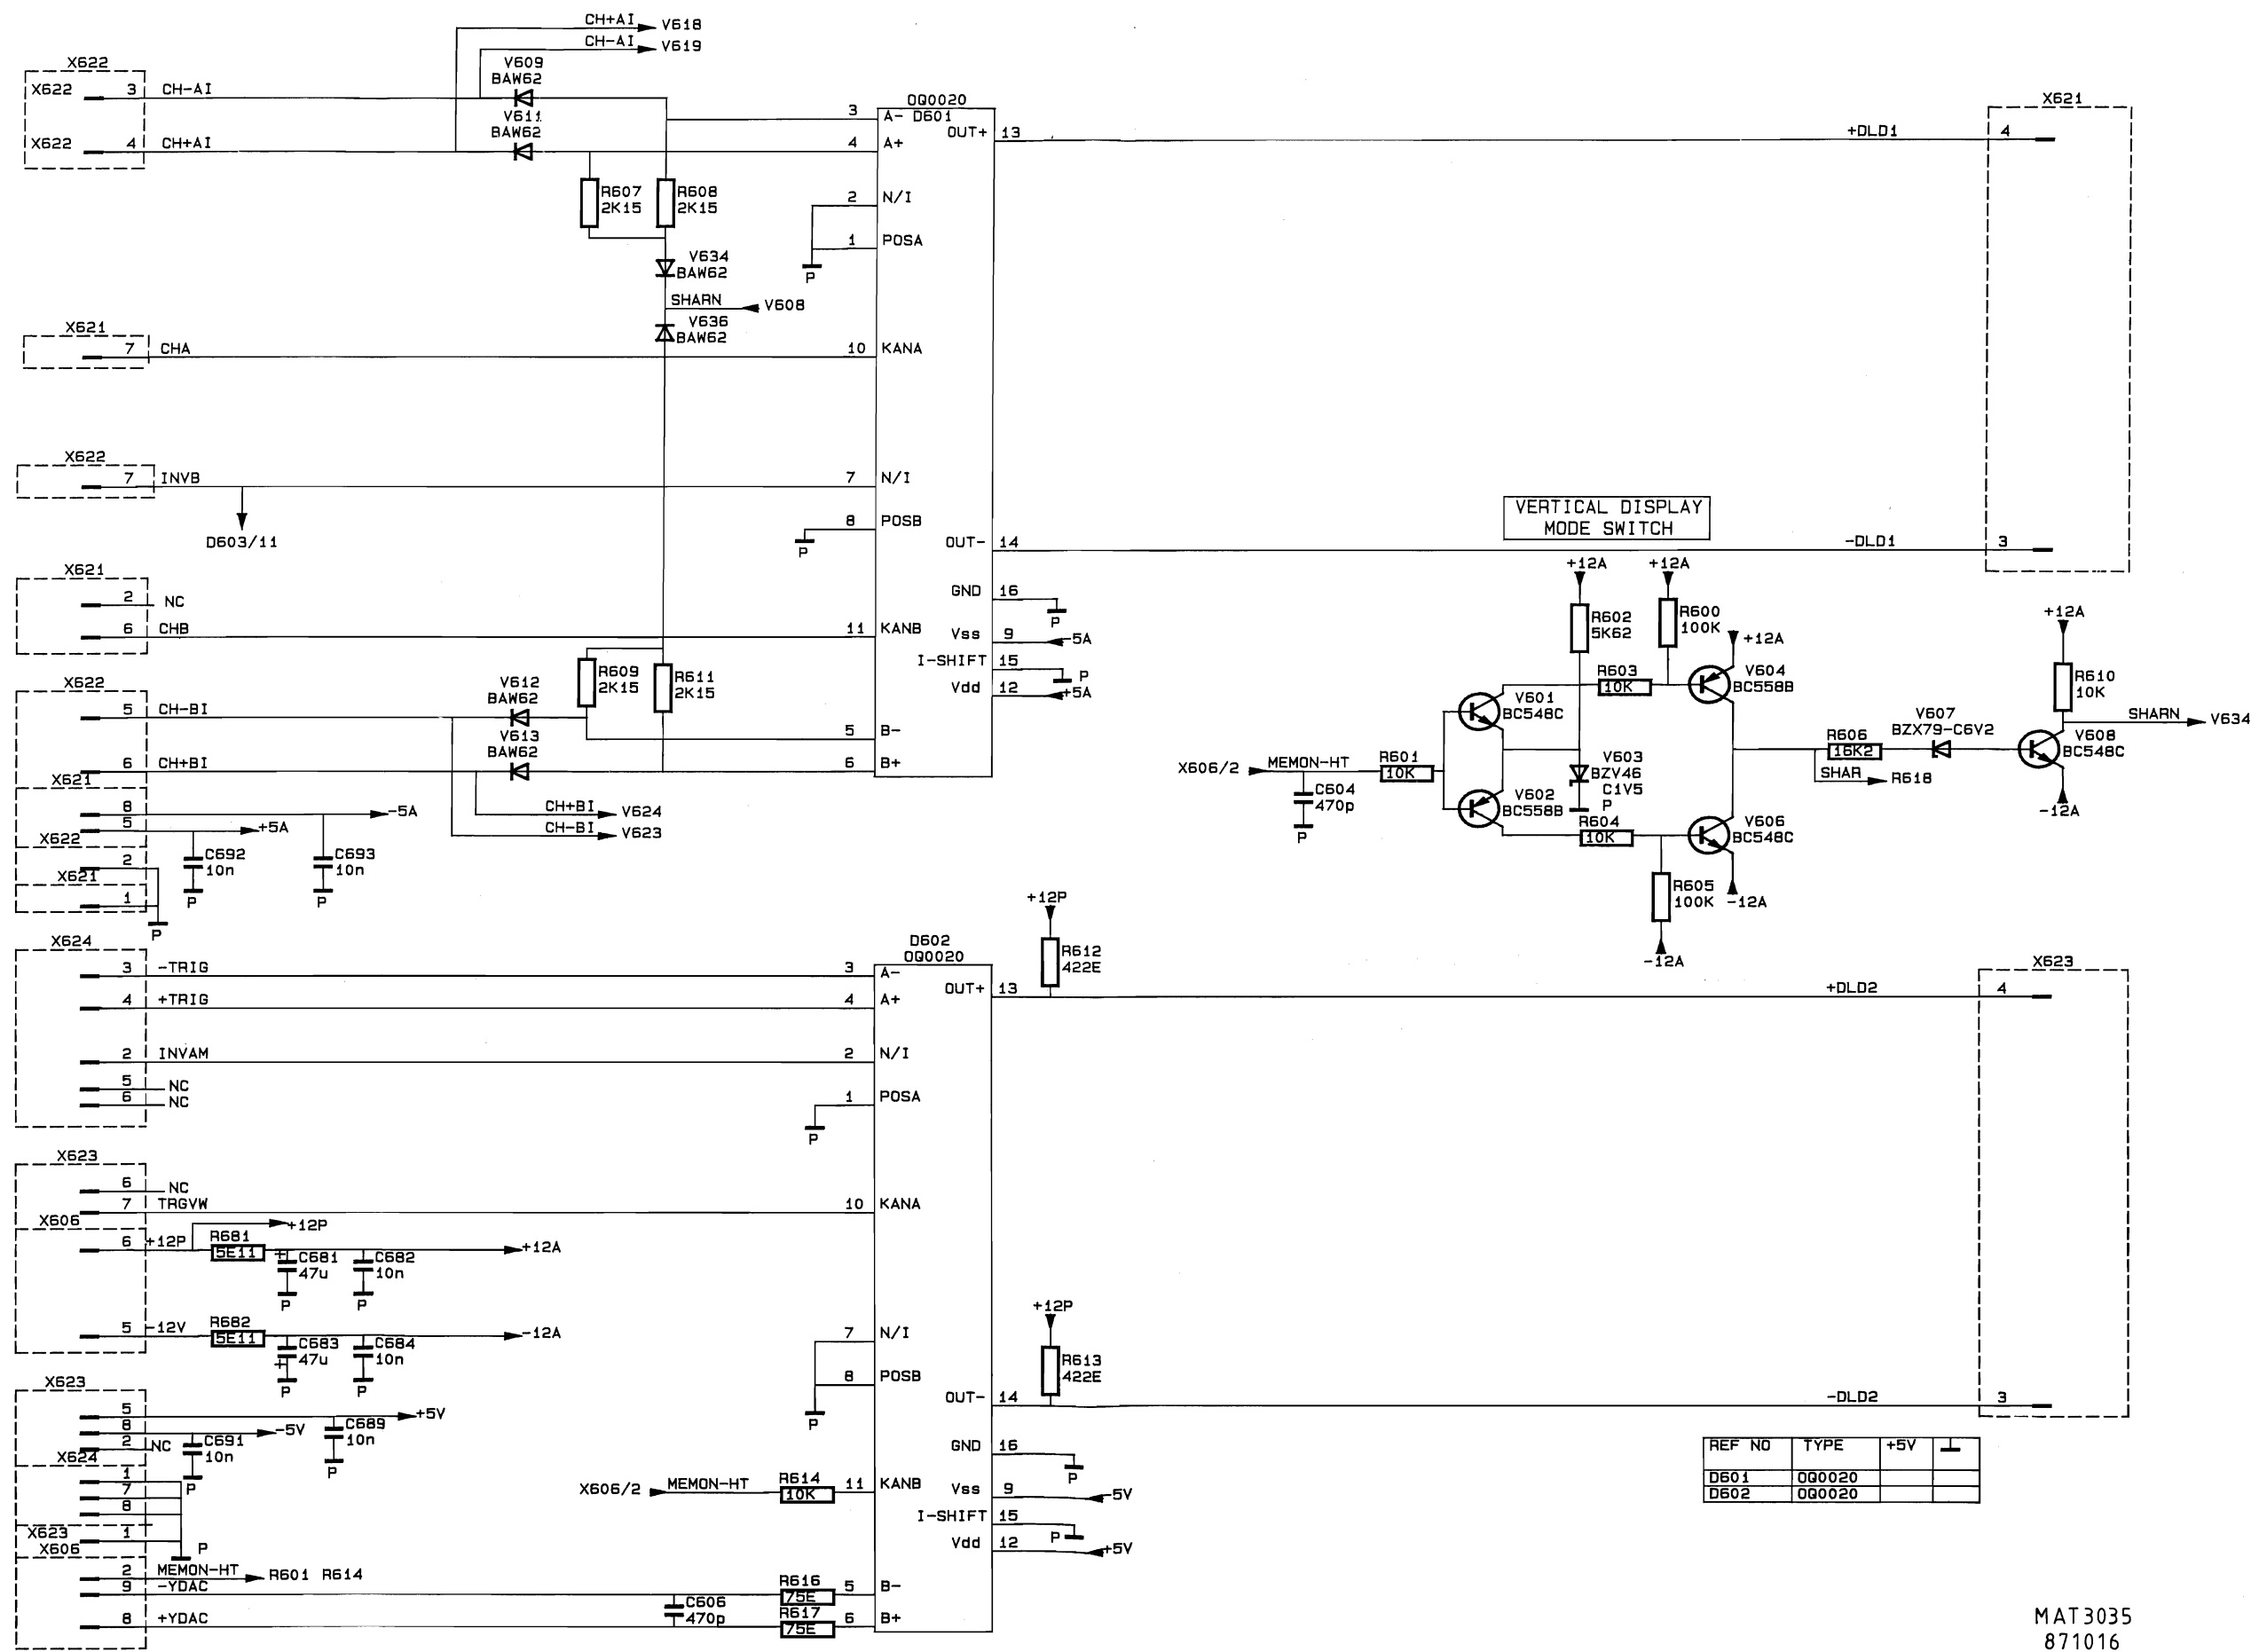 CH+AI V618
CH-AI V619
X622
V609
BAW62
X622 3 CH-AI
V611
BAW62
X622 4 CH+AI
OQ0020
3 A- D601
OUT+ 13
4 A+
+DLD1
X621
4
R607
2K15
R608
2K15
2 N/I
1 POSA
P
V634
BAW62
SHARN V608
V636
BAW62
X621
7 CHA
10 KANA
X622
7 INVB
7 N/I
D603/11
8 POSB
P
OUT- 14
VERTICAL DISPLAY
MODE SWITCH
-DLD1
3
X621
2 NC
6 CHB
11 KANB
GND 16
P
Vss 9 -5A
I-SHIFT 15
P
Vdd 12 +5A
R609
2K15
R611
2K15
X622
V612
BAW62
5 CH-BI
V613
BAW62
5 B-
6 CH+BI
6 B+
X621
8 -5A
5 +5A
CH+BI V624
CH-BI V623
X622
2
C692
10n
P
C693
10n
P
X621
1
P
+12A
+12A
R602
5K62
R600
100K
+12A
R603
10K
V604
BC558B
V601
BC548C
+12A
R610
10K
SHARN V634
V607
BZX79-C6V2
V608
BC548C
-12A
R606
16K2
SHAR R618
X606/2 MEMON-HT
R601
10K
C604
470p
P
V603
BZV46
C1V5
P
V602
BC558B
R604
10K
V606
BC548C
R605
100K
-12A
-12A
X624
3 -TRIG
4 +TRIG
2 INVAM
5 NC
6 NC
D602
OQ0020
3 A-
4 A+
2 N/I
1 POSA
P
+12P
R612
422E
OUT+ 13
+DLD2
X623
4
X623
6 NC
7 TRGVW
10 KANA
X606
6 +12P
+12P
R681
5E11
+
C681
47u
P
C682
10n
P
+12A
5 -12V
R682
5E11
C683
47u
+
P
C684
10n
P
-12A
7 N/I
8 POSB
P
+12P
R613
422E
OUT- 14
-DLD2
3
X623
5 +5V
8 -5V
2 NC
C691
10n
P
C689
10n
P
X624
1
7
8
X623
1
P
X606
2 MEMON-HT R601 R614
9 -YDAC
8 +YDAC
X606/2 MEMON-HT
R614
10K
11 KANB
GND 16
P
Vss 9 -5V
I-SHIFT 15
P
Vdd 12 +5V
C606
470p
R616
75E
5 B-
R617
75E
6 B+
REF NO TYPE +5V
D601 OQ0020
D602 OQ0020
MAT3035
871016